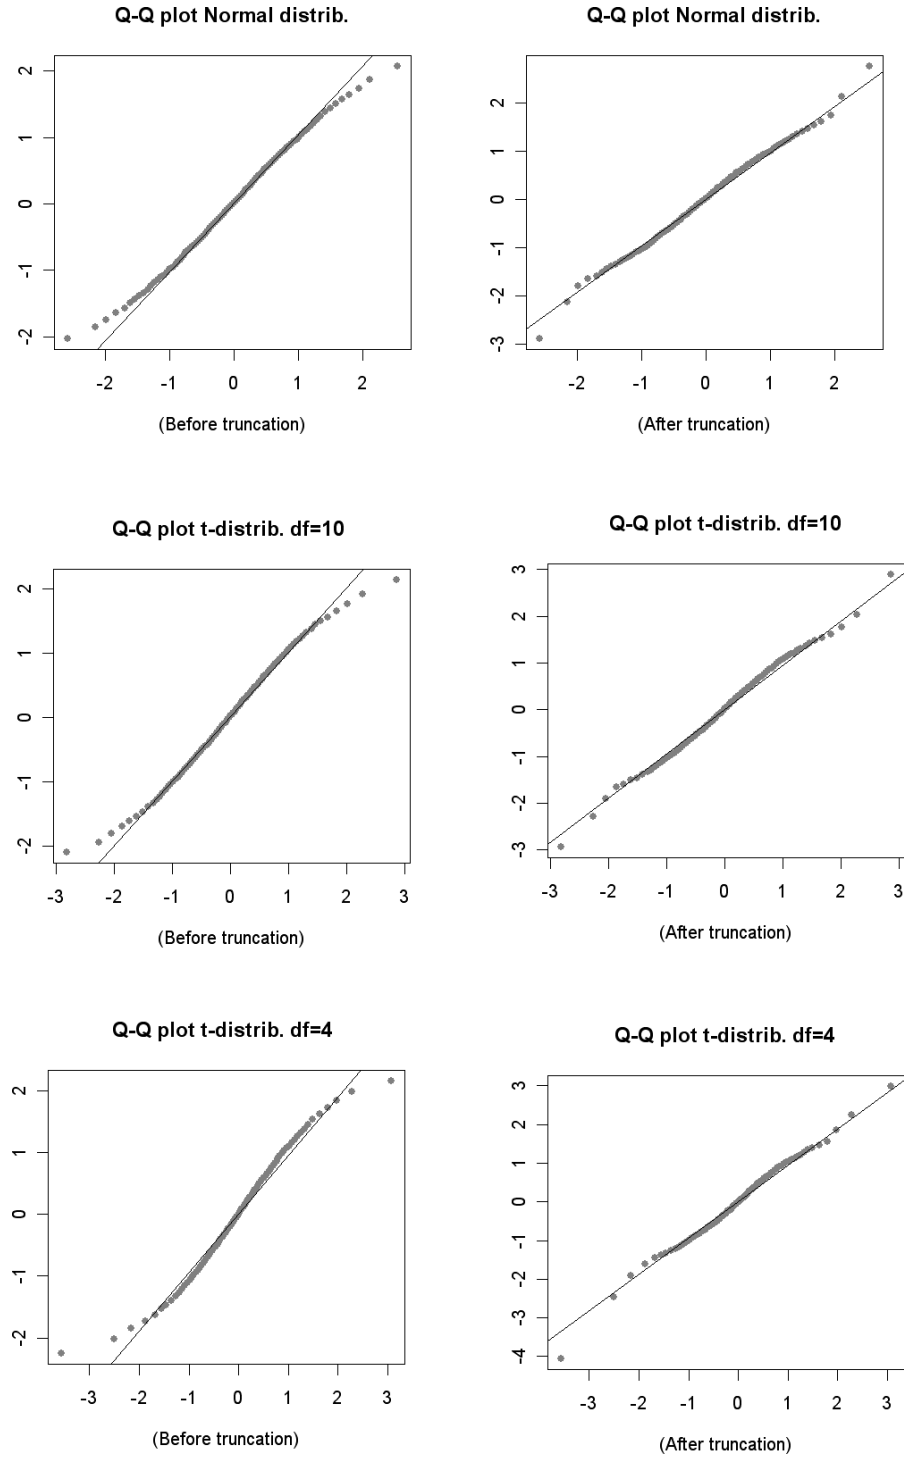 Q-Q plot Normal distrib.
2
1
0
-1
-2
-2 -1 0 1 2
(Before truncation)
Q-Q plot Normal distrib.
2
1
0
-1
-2
-3
-2 -1 0 1 2
(After truncation)
Q-Q plot t-distrib. df=10
2
1
0
-1
-2
-3 -2 -1 0 1 2 3
(Before truncation)
Q-Q plot t-distrib. df=10
3
2
1
0
-1
-2
-3
-3 -2 -1 0 1 2 3
(After truncation)
Q-Q plot t-distrib. df=4
2
1
0
-1
-2
-3 -2 -1 0 1 2 3
(Before truncation)
Q-Q plot t-distrib. df=4
3
2
1
0
-1
-2
-3
-4
-3 -2 -1 0 1 2 3
(After truncation)